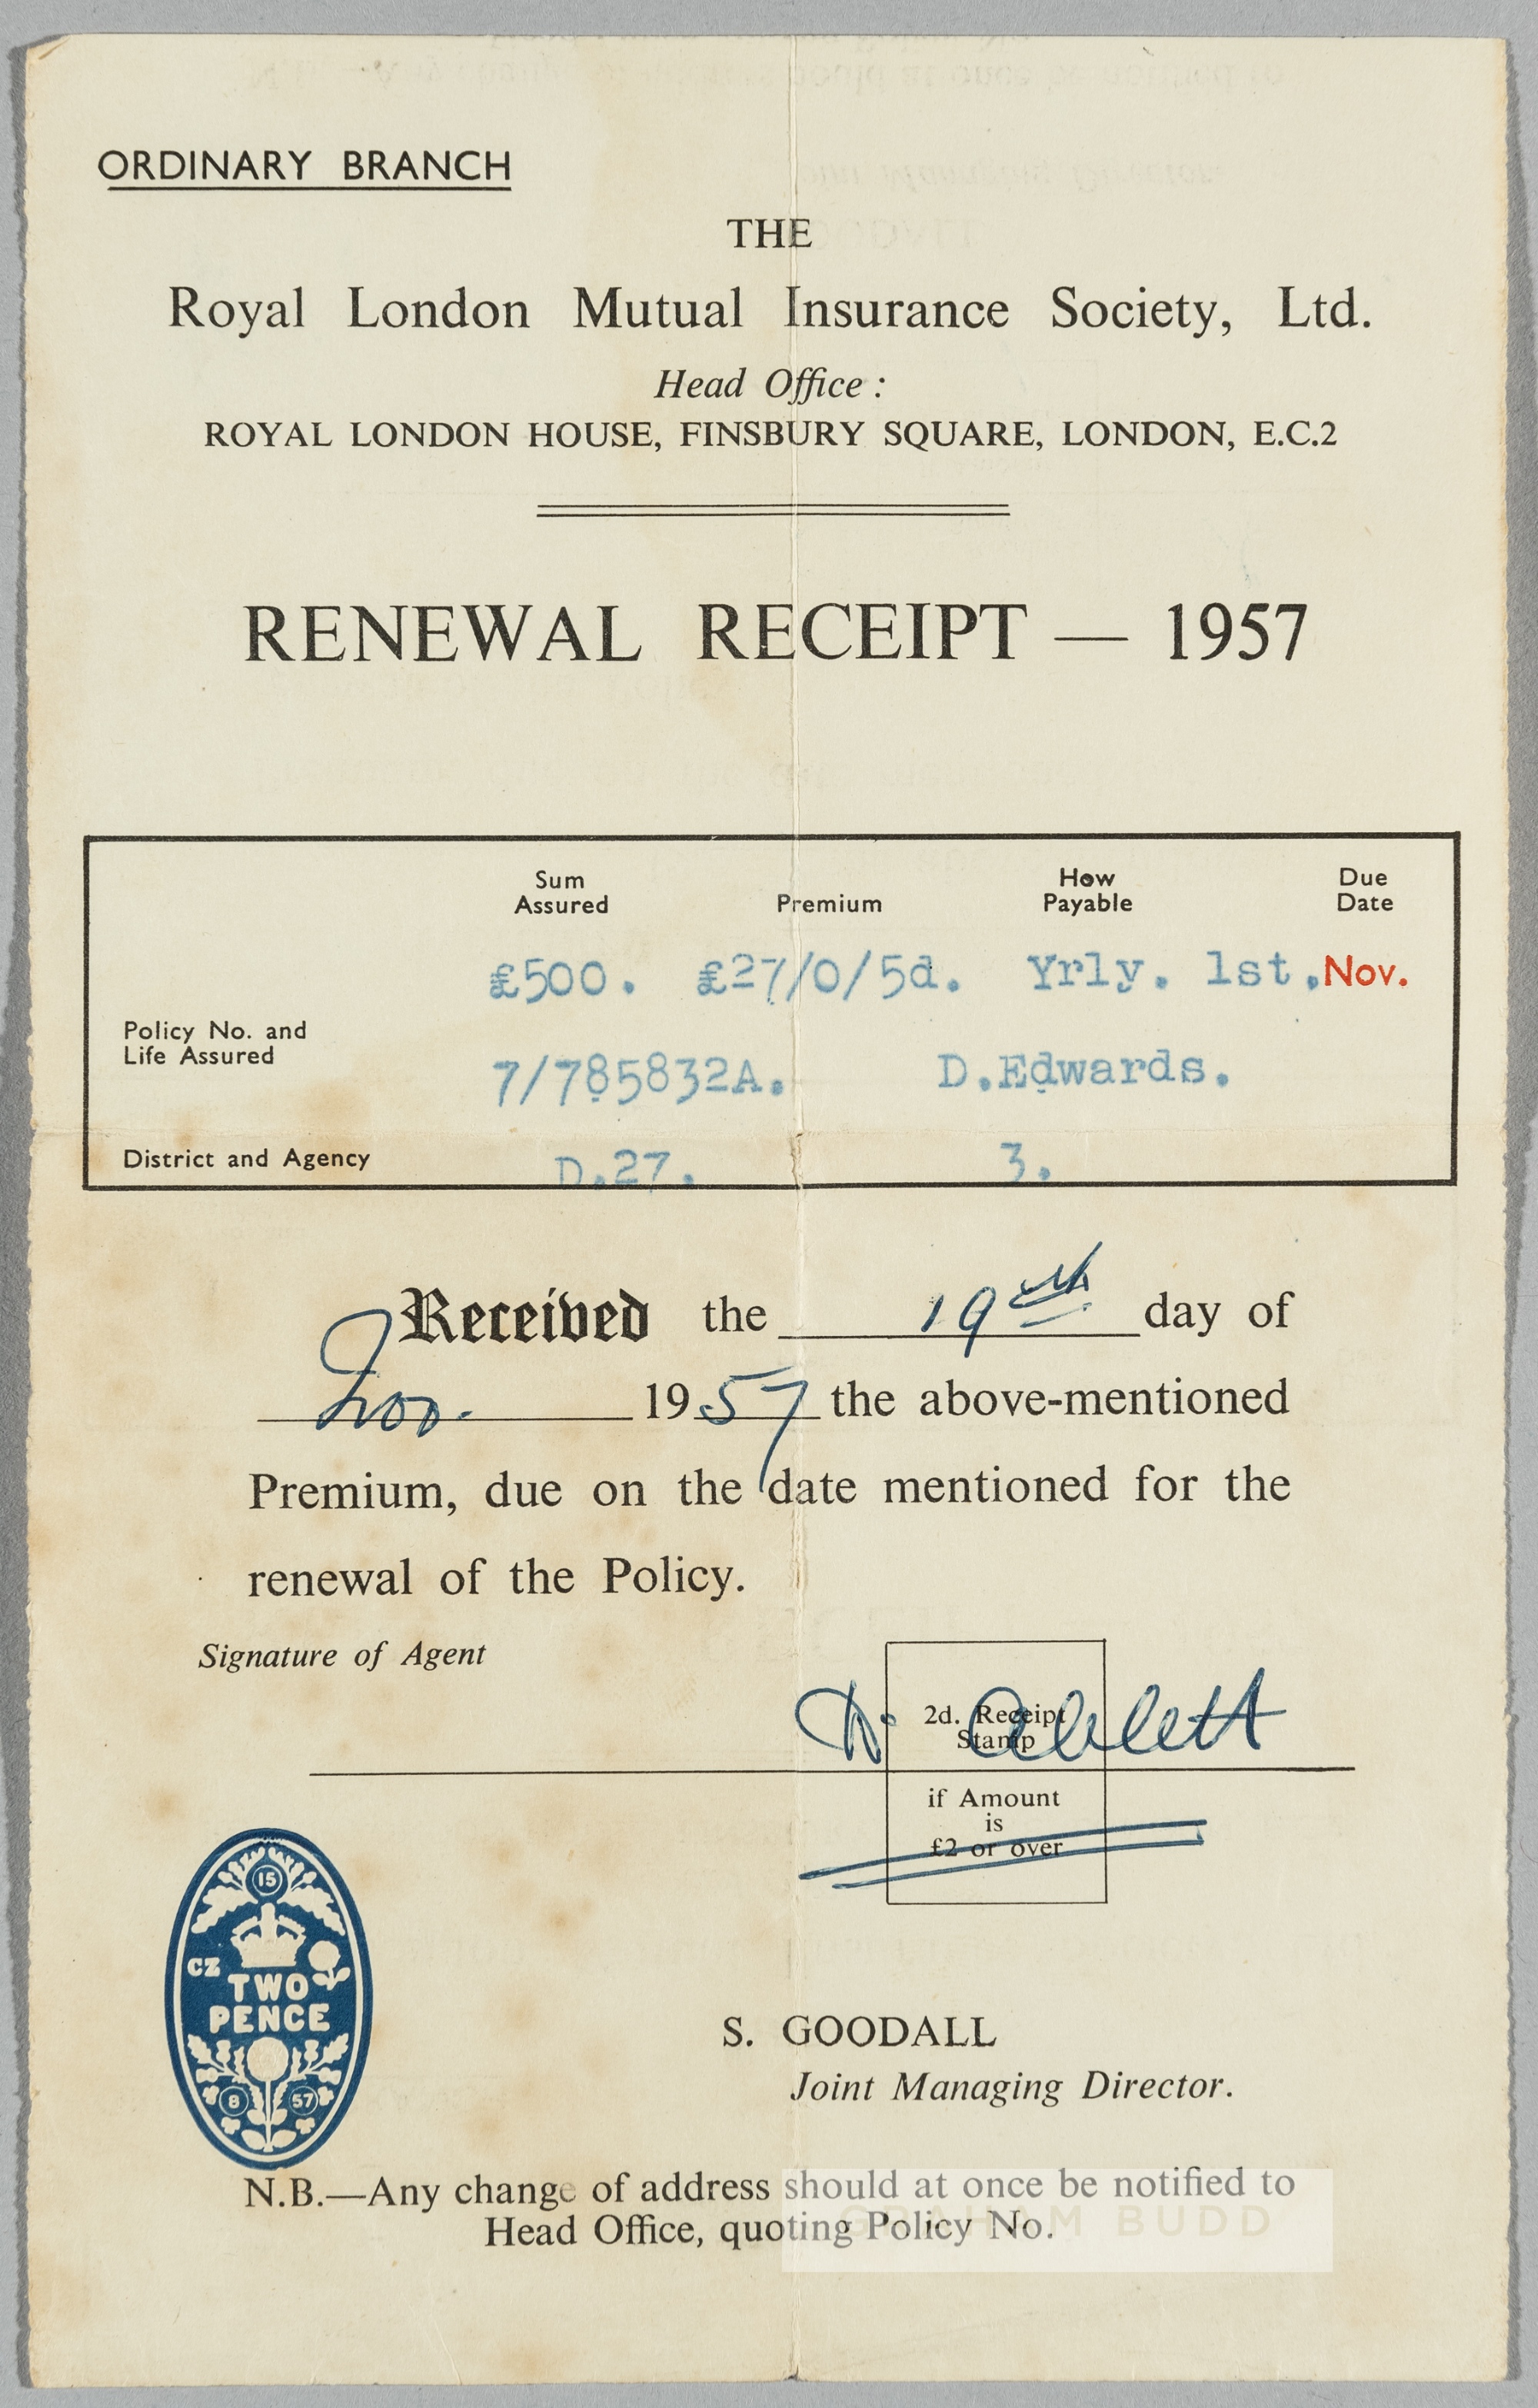 ORDINARY BRANCH
THE
Royal London Mutual Insurance Society, Ltd.
Head Office :
ROYAL LONDON HOUSE, FINSBURY SQUARE, LONDON, E.C.2
RENEWAL RECEIPT — 1957
Sum Assured Premium How Payable Due Date
£500. £27/0/5d. Yrly. 1st. Nov.
Policy No. and
Life Assured
7/785832A. D.Edwards.
District and Agency D.27. 3.
Received the 19th day of
Nov. 1957 the above-mentioned
Premium, due on the date mentioned for the
renewal of the Policy.
Signature of Agent
2d. Receipt
Stamp
if Amount
is
£2 or over
15
CZ
TWO
PENCE
8 57
S. GOODALL
Joint Managing Director.
N.B.—Any change of address should at once be notified to
Head Office, quoting Policy No.
GRAHAM BUDD